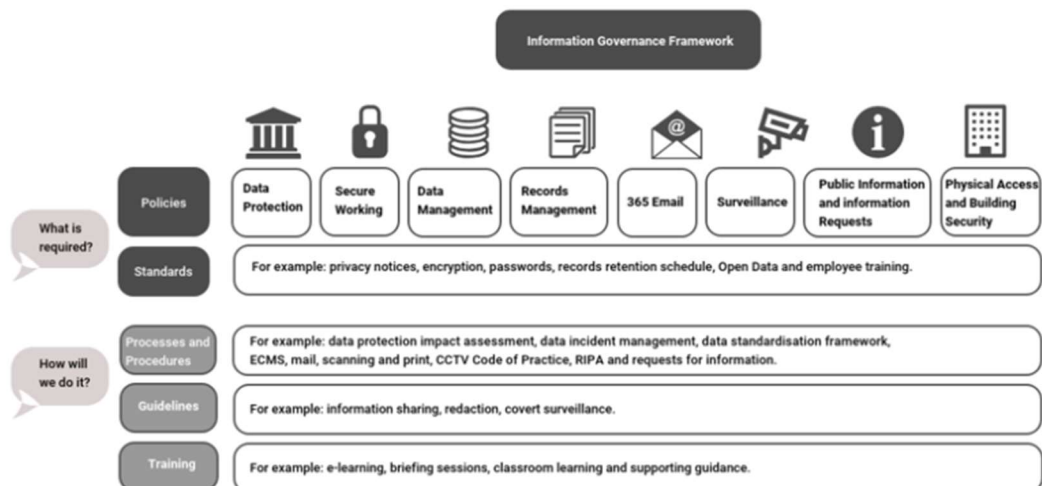 Information Governance Framework
@
i
Policies
Data
Protection
Secure
Working
Data
Management
Records
Management
365 Email
Surveillance
Public Information
and information
Requests
Physical Access
and Building
Security
What is
required?
Standards
For example: privacy notices, encryption, passwords, records retention schedule, Open Data and employee training.
How will
we do it?
Processes and
Procedures
For example: data protection impact assessment, data incident management, data standardisation framework,
ECMS, mail, scanning and print, CCTV Code of Practice, RIPA and requests for information.
Guidelines
For example: information sharing, redaction, covert surveillance.
Training
For example: e-learning, briefing sessions, classroom learning and supporting guidance.